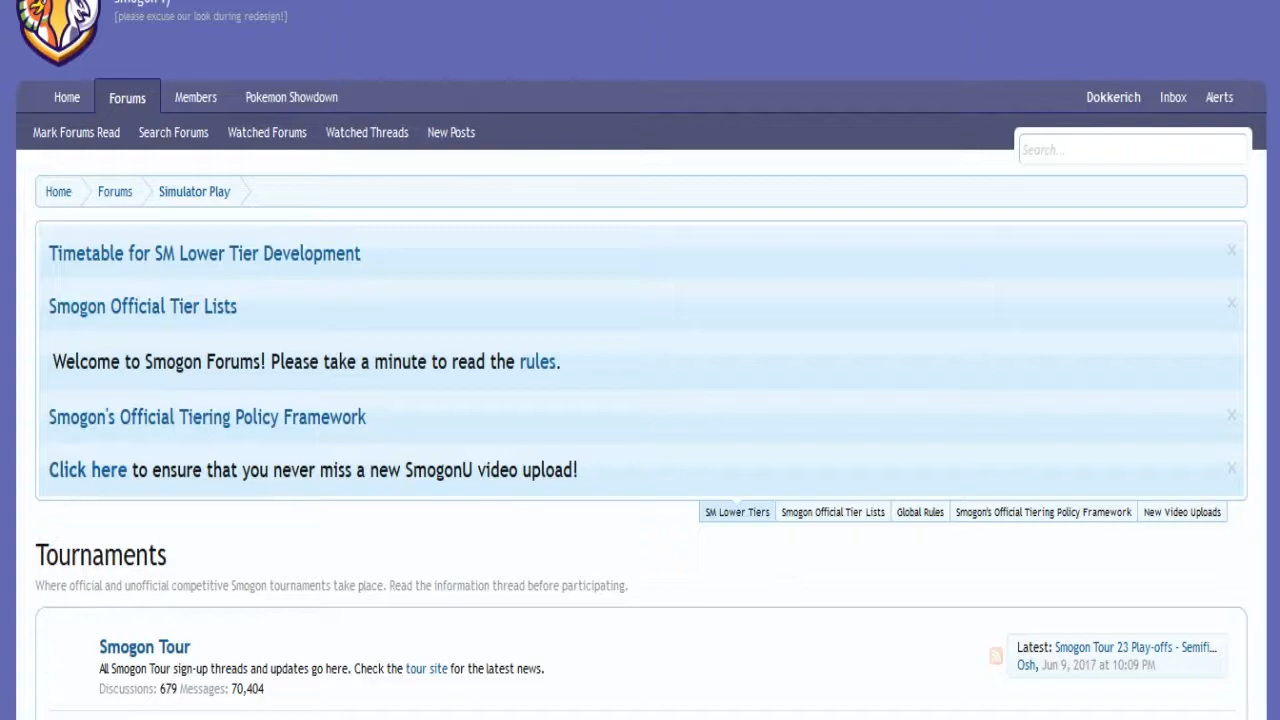 [please excuse our look during redesign!]
Home Forums Members Pokemon Showdown Dokkerich Inbox Alerts
Mark Forums Read Search Forums Watched Forums Watched Threads New Posts
Search...
Home Forums Simulator Play
Timetable for SM Lower Tier Development
Smogon Official Tier Lists
Welcome to Smogon Forums! Please take a minute to read the rules.
Smogon's Official Tiering Policy Framework
Click here to ensure that you never miss a new SmogonU video upload!
SM Lower Tiers Smogon Official Tier Lists Global Rules Smogon's Official Tiering Policy Framework New Video Uploads
Tournaments
Where official and unofficial competitive Smogon tournaments take place. Read the information thread before participating.
Smogon Tour
Latest: Smogon Tour 23 Play-offs - Semifi...
All Smogon Tour sign-up threads and updates go here. Check the tour site for the latest news.
Osh, Jun 9, 2017 at 10:09 PM
Discussions: 679 Messages: 70,404